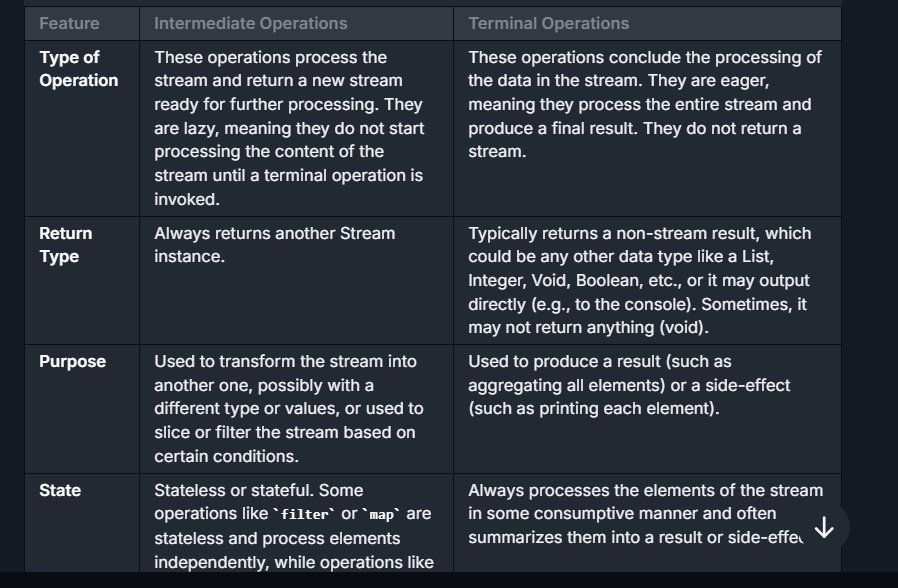 Feature
Intermediate Operations
Terminal Operations
Type of
Operation
These operations process the
stream and return a new stream
ready for further processing. They
are lazy, meaning they do not start
processing the content of the
stream until a terminal operation is
invoked.
These operations conclude the processing of
the data in the stream. They are eager,
meaning they process the entire stream and
produce a final result. They do not return a
stream.
Return
Type
Always returns another Stream
instance.
Typically returns a non-stream result, which
could be any other data type like a List,
Integer, Void, Boolean, etc., or it may output
directly (e.g., to the console). Sometimes, it
may not return anything (void).
Purpose
Used to transform the stream into
another one, possibly with a
different type or values, or used to
slice or filter the stream based on
certain conditions.
Used to produce a result (such as
aggregating all elements) or a side-effect
(such as printing each element).
State
Stateless or stateful. Some
operations like `filter` or `map` are
stateless and process elements
independently, while operations like
Always processes the elements of the stream
in some consumptive manner and often
summarizes them into a result or